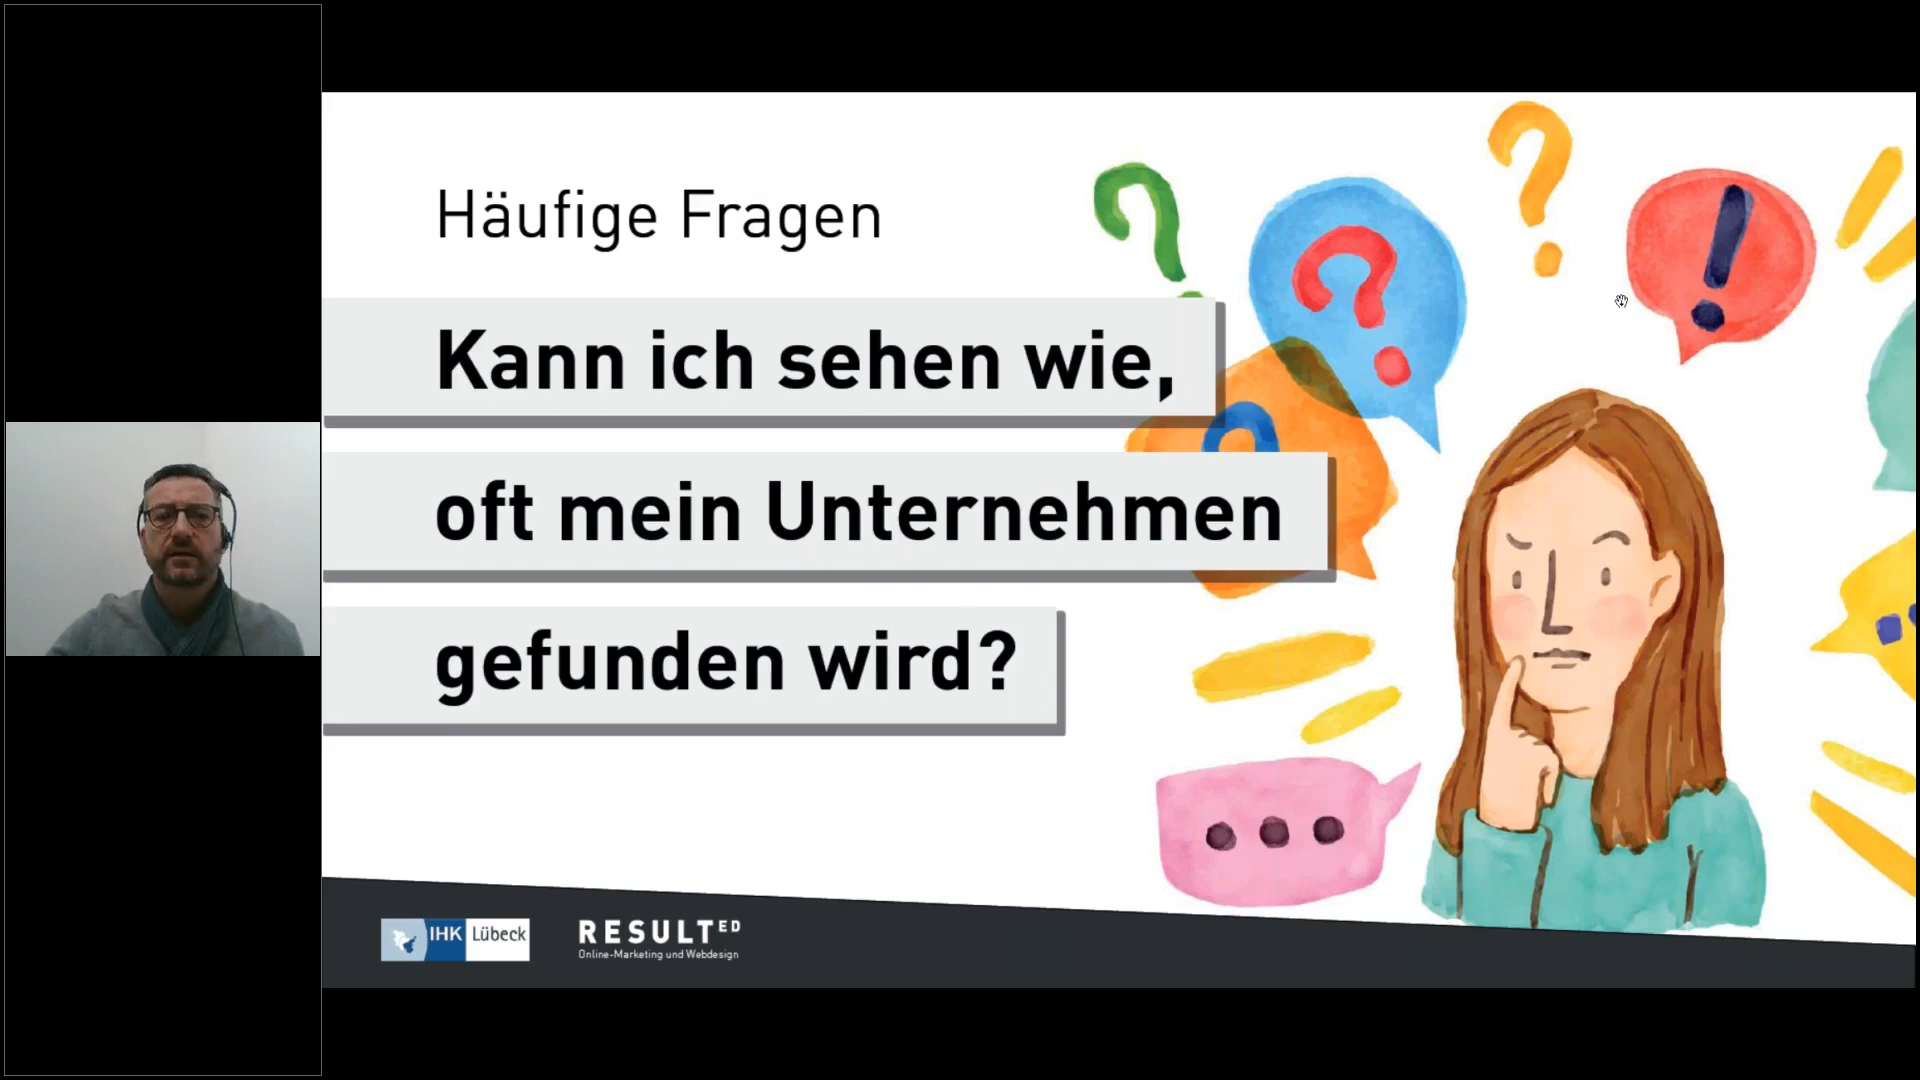 Häufige Fragen
Kann ich sehen wie,
oft mein Unternehmen
gefunden wird?
IHK Lübeck
RESULTED
Online-Marketing und Webdesign